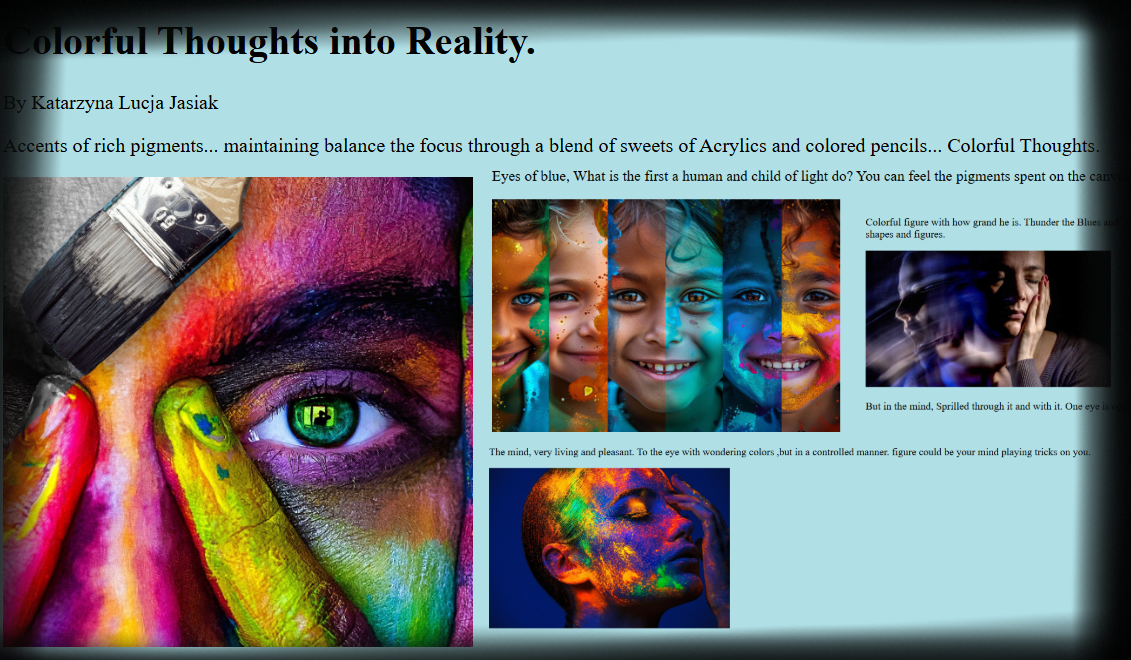 Colorful Thoughts into Reality.
By Katarzyna Lucja Jasiak
Accents of rich pigments... maintaining balance the focus through a blend of sweets of Acrylics and colored pencils... Colorful Thoughts.
Eyes of blue, What is the first a human and child of light do? You can feel the pigments spent on the
Colorful figure with how grand he is. Thunder the Blues
shapes and figures.
But in the mind, Sprilled through it and with it. One eye
The mind, very living and pleasant. To the eye with wondering colors ,but in a controlled manner. figure could be your mind playing tricks on you.